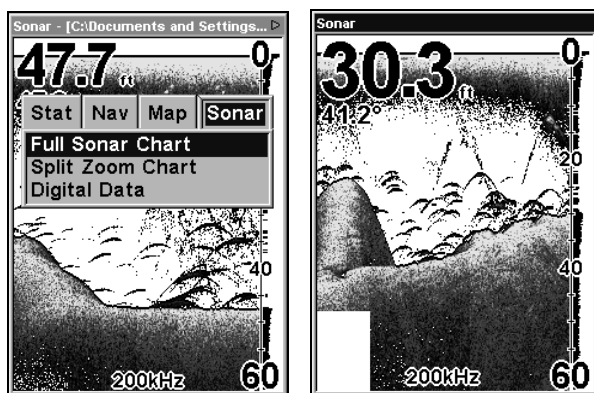 Sonar - [C:\Documents and Settings...
47.7 ft
0
Stat Nav Map Sonar
Full Sonar Chart
Split Zoom Chart
Digital Data
40
200kHz
60
Sonar
30.3 ft
0
41.2°
20
40
200kHz
60